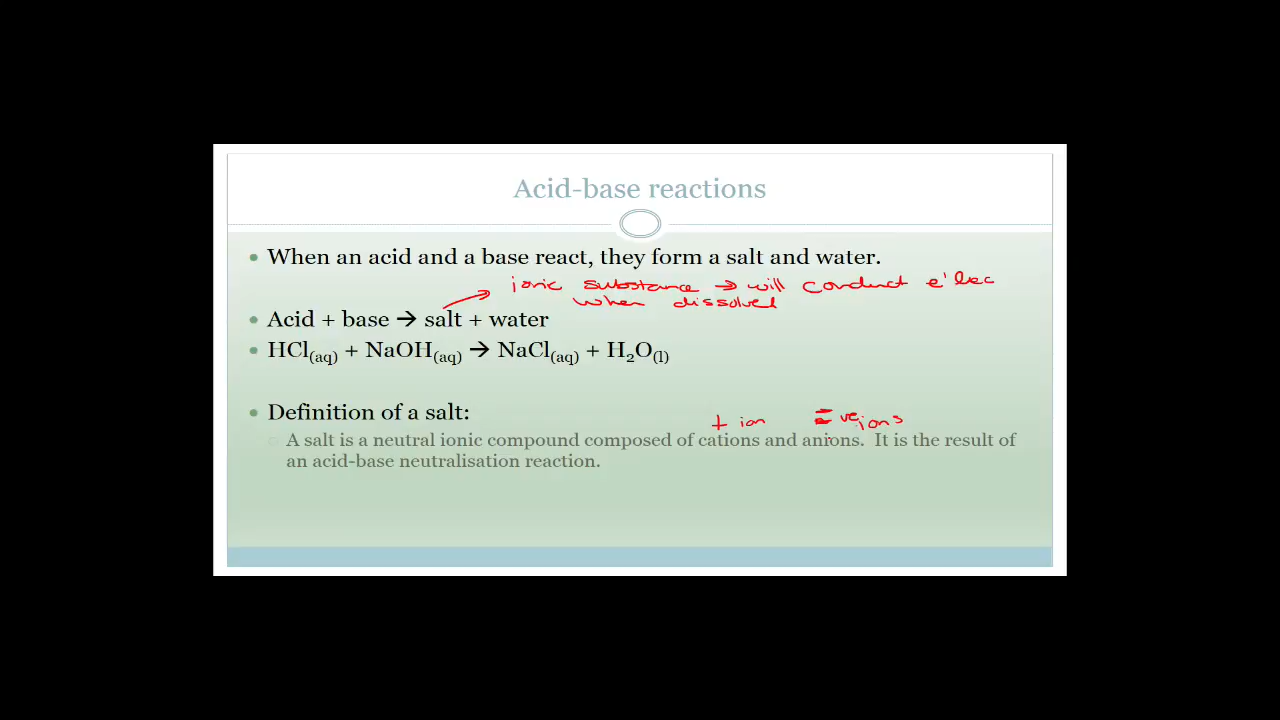 Acid-base reactions
• When an acid and a base react, they form a salt and water.
ionic substance → will conduct e'lec
when dissolved
• Acid + base → salt + water
• HCl(aq) + NaOH(aq) → NaCl(aq) + H₂O(l)
• Definition of a salt:
+ ion - ve ions
A salt is a neutral ionic compound composed of cations and anions. It is the result of
an acid-base neutralisation reaction.